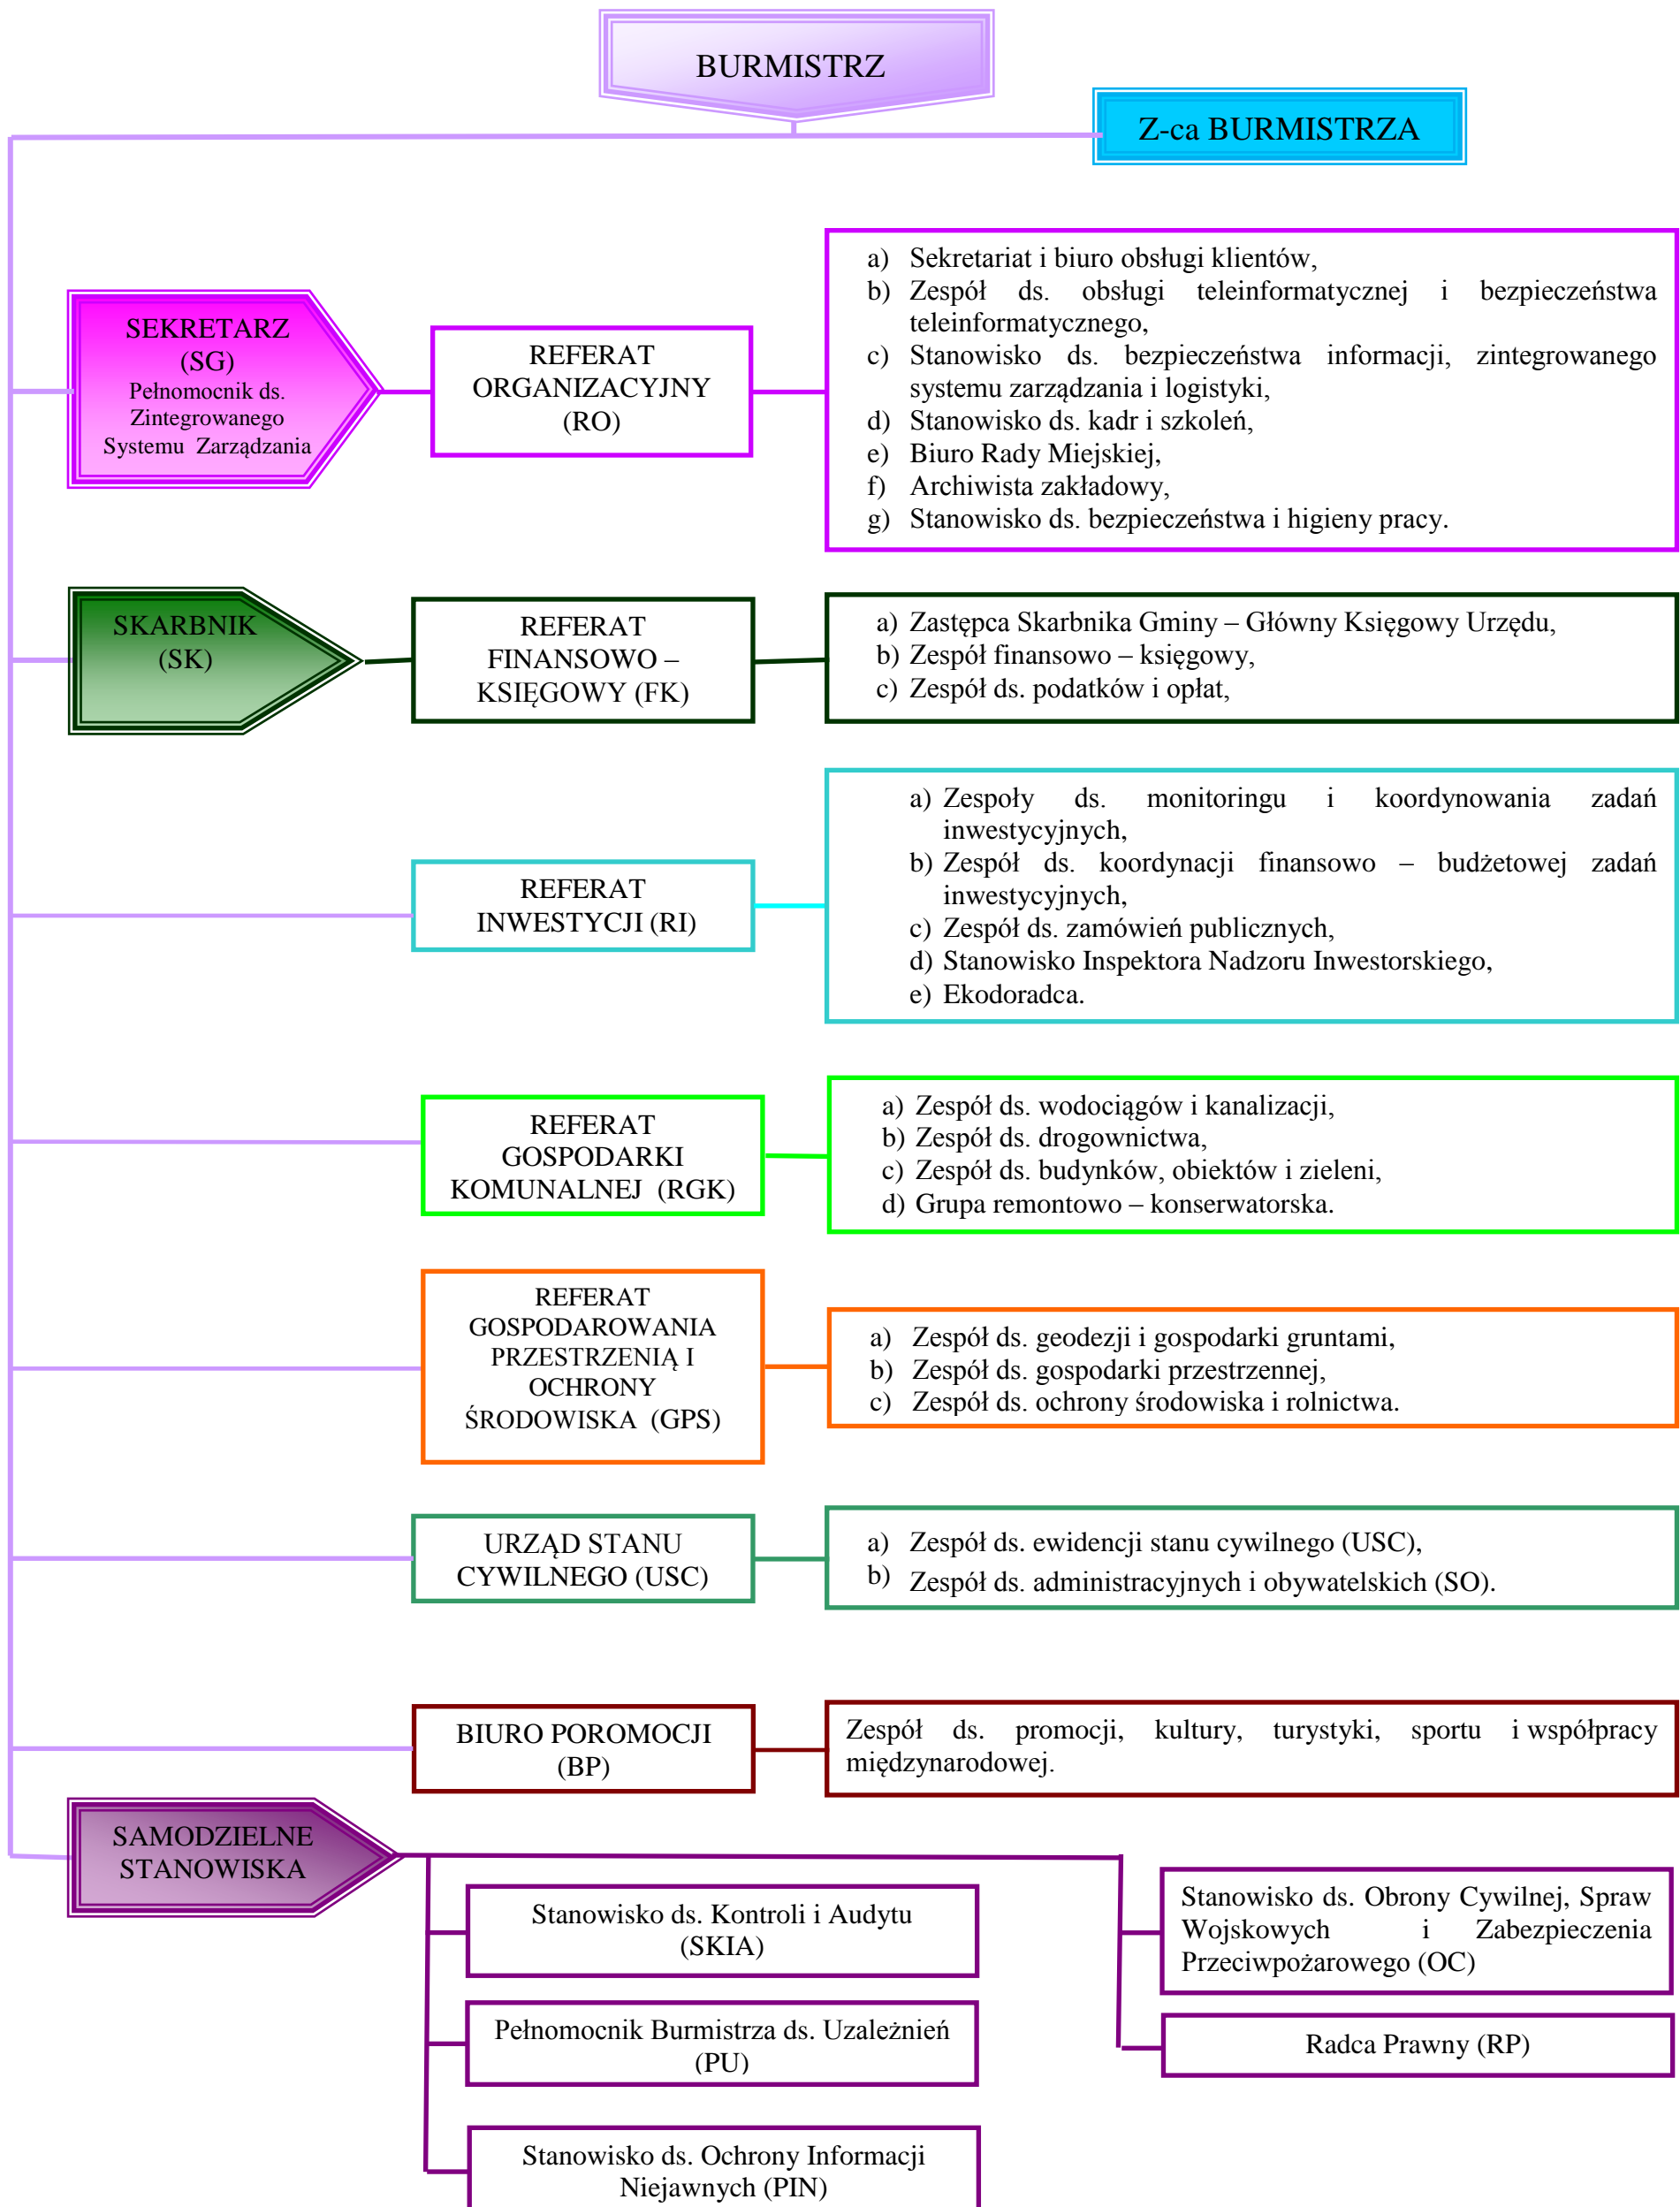 BURMISTRZ
Z-ca BURMISTRZA
SEKRETARZ
(SG)
Pełnomocnik ds.
Zintegrowanego
Systemu Zarządzania
REFERAT
ORGANIZACYJNY
(RO)
a) Sekretariat i biuro obsługi klientów,
b) Zespół ds. obsługi teleinformatycznej i bezpieczeństwa
teleinformatycznego,
c) Stanowisko ds. bezpieczeństwa informacji, zintegrowanego
systemu zarządzania i logistyki,
d) Stanowisko ds. kadr i szkoleń,
e) Biuro Rady Miejskiej,
f) Archiwista zakładowy,
g) Stanowisko ds. bezpieczeństwa i higieny pracy.
SKARBNIK
(SK)
REFERAT
FINANSOWO –
KSIĘGOWY (FK)
a) Zastępca Skarbnika Gminy – Główny Księgowy Urzędu,
b) Zespół finansowo – księgowy,
c) Zespół ds. podatków i opłat,
REFERAT
INWESTYCJI (RI)
a) Zespoły ds. monitoringu i koordynowania zadań
inwestycyjnych,
b) Zespół ds. koordynacji finansowo – budżetowej zadań
inwestycyjnych,
c) Zespół ds. zamówień publicznych,
d) Stanowisko Inspektora Nadzoru Inwestorskiego,
e) Ekodoradca.
REFERAT
GOSPODARKI
KOMUNALNEJ (RGK)
a) Zespół ds. wodociągów i kanalizacji,
b) Zespół ds. drogownictwa,
c) Zespół ds. budynków, obiektów i zieleni,
d) Grupa remontowo – konserwatorska.
REFERAT
GOSPODAROWANIA
PRZESTRZENIĄ I
OCHRONY
ŚRODOWISKA (GPS)
a) Zespół ds. geodezji i gospodarki gruntami,
b) Zespół ds. gospodarki przestrzennej,
c) Zespół ds. ochrony środowiska i rolnictwa.
URZĄD STANU
CYWILNEGO (USC)
a) Zespół ds. ewidencji stanu cywilnego (USC),
b) Zespół ds. administracyjnych i obywatelskich (SO).
BIURO POROMOCJI
(BP)
Zespół ds. promocji, kultury, turystyki, sportu i współpracy
międzynarodowej.
SAMODZIELNE
STANOWISKA
Stanowisko ds. Kontroli i Audytu
(SKIA)
Pełnomocnik Burmistrza ds. Uzależnień
(PU)
Stanowisko ds. Ochrony Informacji
Niejawnych (PIN)
Stanowisko ds. Obrony Cywilnej, Spraw
Wojskowych i Zabezpieczenia
Przeciwpożarowego (OC)
Radca Prawny (RP)